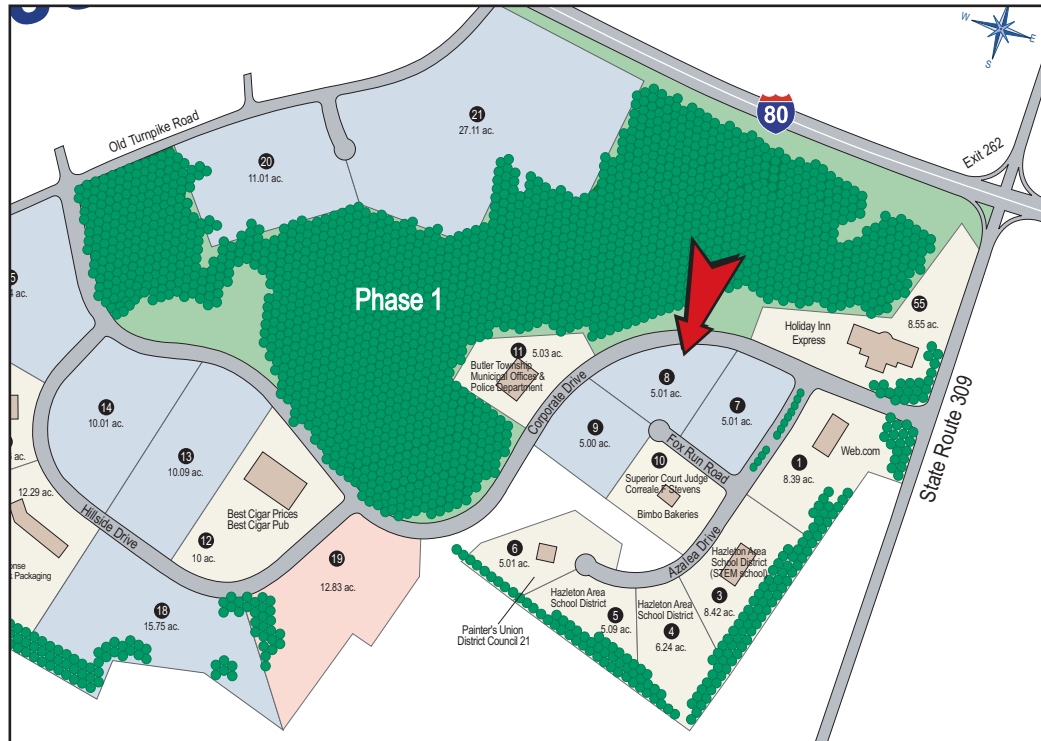 W
E
S
80
Exit 262
Old Turnpike Road
21
27.11 ac.
20
11.01 ac.
Phase 1
55
8.55 ac.
Holiday Inn
Express
State Route 309
11 5.03 ac.
Butler Township
Municipal Offices &
Police Department
Corporate Drive
8
5.01 ac.
7
5.01 ac.
9
5.00 ac.
Fox Run Road
10
Superior Court Judge
Correale F Stevens
Bimbo Bakeries
1
8.39 ac.
Web.com
14
10.01 ac.
13
10.09 ac.
12.29 ac.
Best Cigar Prices
Best Cigar Pub
12
10 ac.
Hillside Drive
Packaging
19
12.83 ac.
18
15.75 ac.
6
5.01 ac.
Azalea Drive
Hazleton Area
School District
(STEM school)
3
8.42 ac.
Hazleton Area
School District
5
5.09 ac.
Hazleton Area
School District
4
6.24 ac.
Painter's Union
District Council 21